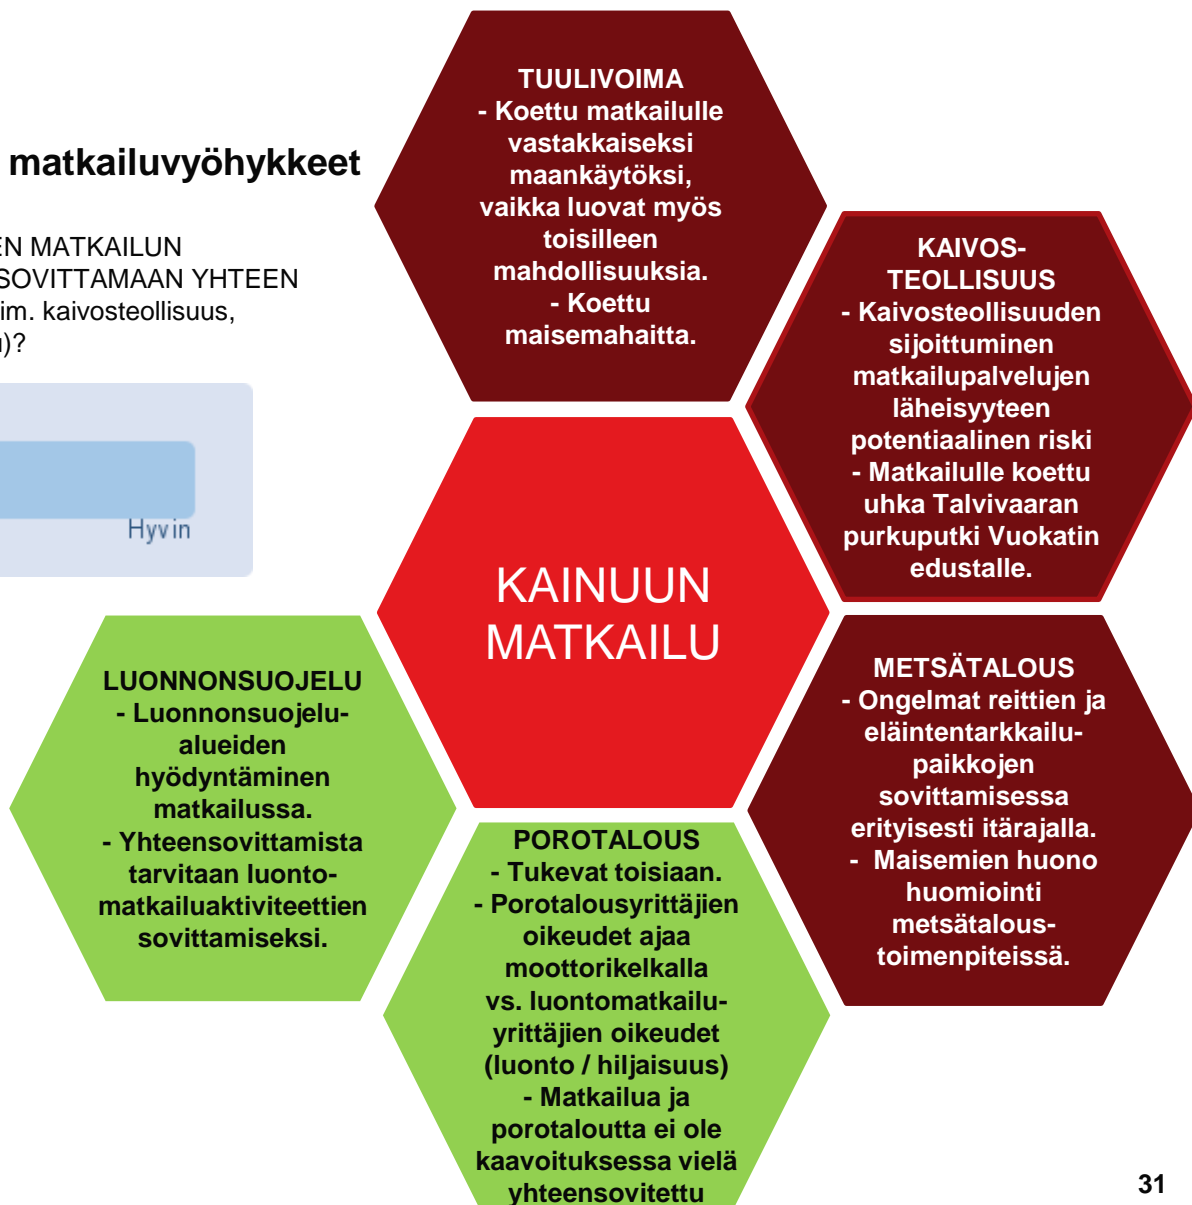 matkailuvyöhykkeet
EN MATKAILUN
SOVITTAMAAN YHTEEN
im. kaivosteollisuus,
)?
Hyvin
TUULIVOIMA
- Koettu matkailulle
vastakkaiseksi
maankäytöksi,
vaikka luovat myös
toisilleen
mahdollisuuksia.
- Koettu
maisemahaitta.
KAIVOS-
TEOLLISUUS
- Kaivosteollisuuden
sijoittuminen
matkailupalvelujen
läheisyyteen
potentiaalinen riski
- Matkailulle koettu
uhka Talvivaaran
purkuputki Vuokatin
edustalle.
KAINUUN
MATKAILU
LUONNONSUOJELU
- Luonnonsuojelu-
alueiden
hyödyntäminen
matkailussa.
- Yhteensovittamista
tarvitaan luonto-
matkailuaktiviteettien
sovittamiseksi.
METSÄTALOUS
- Ongelmat reittien ja
eläintentarkkailu-
paikkojen
sovittamisessa
erityisesti itärajalla.
- Maisemien huono
huomiointi
metsätalous-
toimenpiteissä.
POROTALOUS
- Tukevat toisiaan.
- Porotalousyrittäjien
oikeudet ajaa
moottorikelkalla
vs. luontomatkailu-
yrittäjien oikeudet
(luonto / hiljaisuus)
- Matkailua ja
porotaloutta ei ole
kaavoituksessa vielä
yhteensovitettu
31